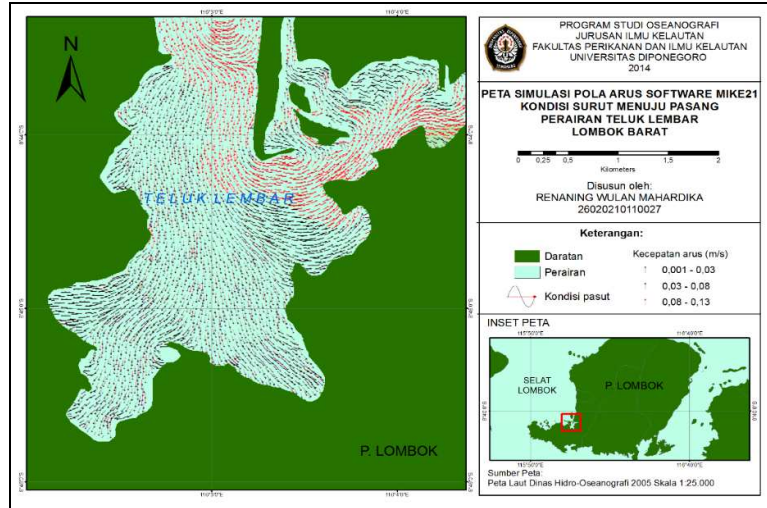 N
TELUK LEMBAR
P. LOMBOK
PROGRAM STUDI OSEANOGRAFI
JURUSAN ILMU KELAUTAN
FAKULTAS PERIKANAN DAN ILMU KELAUTAN
UNIVERSITAS DIPONEGORO
2014
PETA SIMULASI POLA ARUS SOFTWARE MIKE21
KONDISI SURUT MENUJU PASANG
PERAIRAN TELUK LEMBAR
LOMBOK BARAT
0 0,25 0,5 1 1,5 2
Kilometers
Disusun oleh:
RENANING WULAN MAHARDIKA
26020210110027
Keterangan:
Daratan
Perairan
Kondisi pasut
Kecepatan arus (m/s)
0,001 - 0,03
0,03 - 0,08
0,08 - 0,13
INSET PETA
SELAT
LOMBOK
P. LOMBOK
Sumber Peta:
Peta Laut Dinas Hidro-Oseanografi 2005 Skala 1:25.000